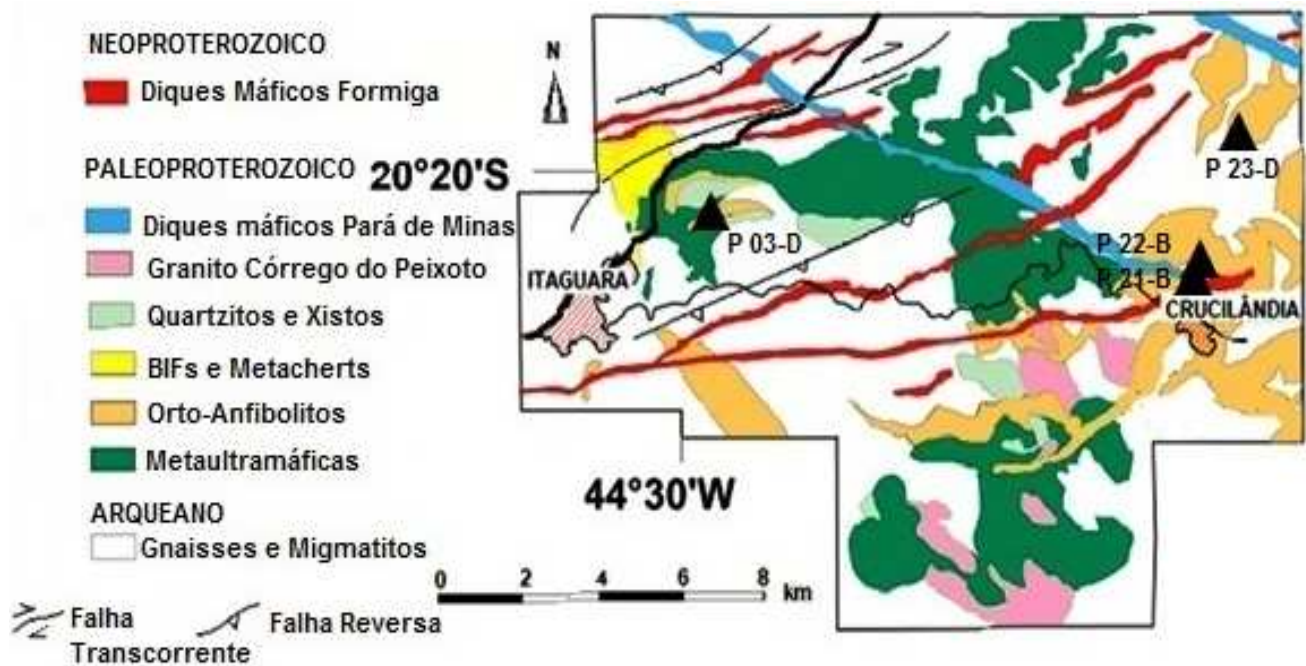 NEOPROTEROZOICO
Diques Máficos Formiga
PALEOPROTEROZOICO
Diques máficos Pará de Minas
Granito Córrego do Peixoto
Quartzitos e Xistos
BIFs e Metacherts
Orto-Anfibolitos
Metaultramáficas
ARQUEANO
Gnaisses e Migmatitos
Falha
Transcorrente
Falha Reversa
N
20°20'S
44°30'W
ITAGUARA
P 03-D
P 23-D
P 22-B
P 21-B
CRUCILÂNDIA
0 2 4 6 8 km